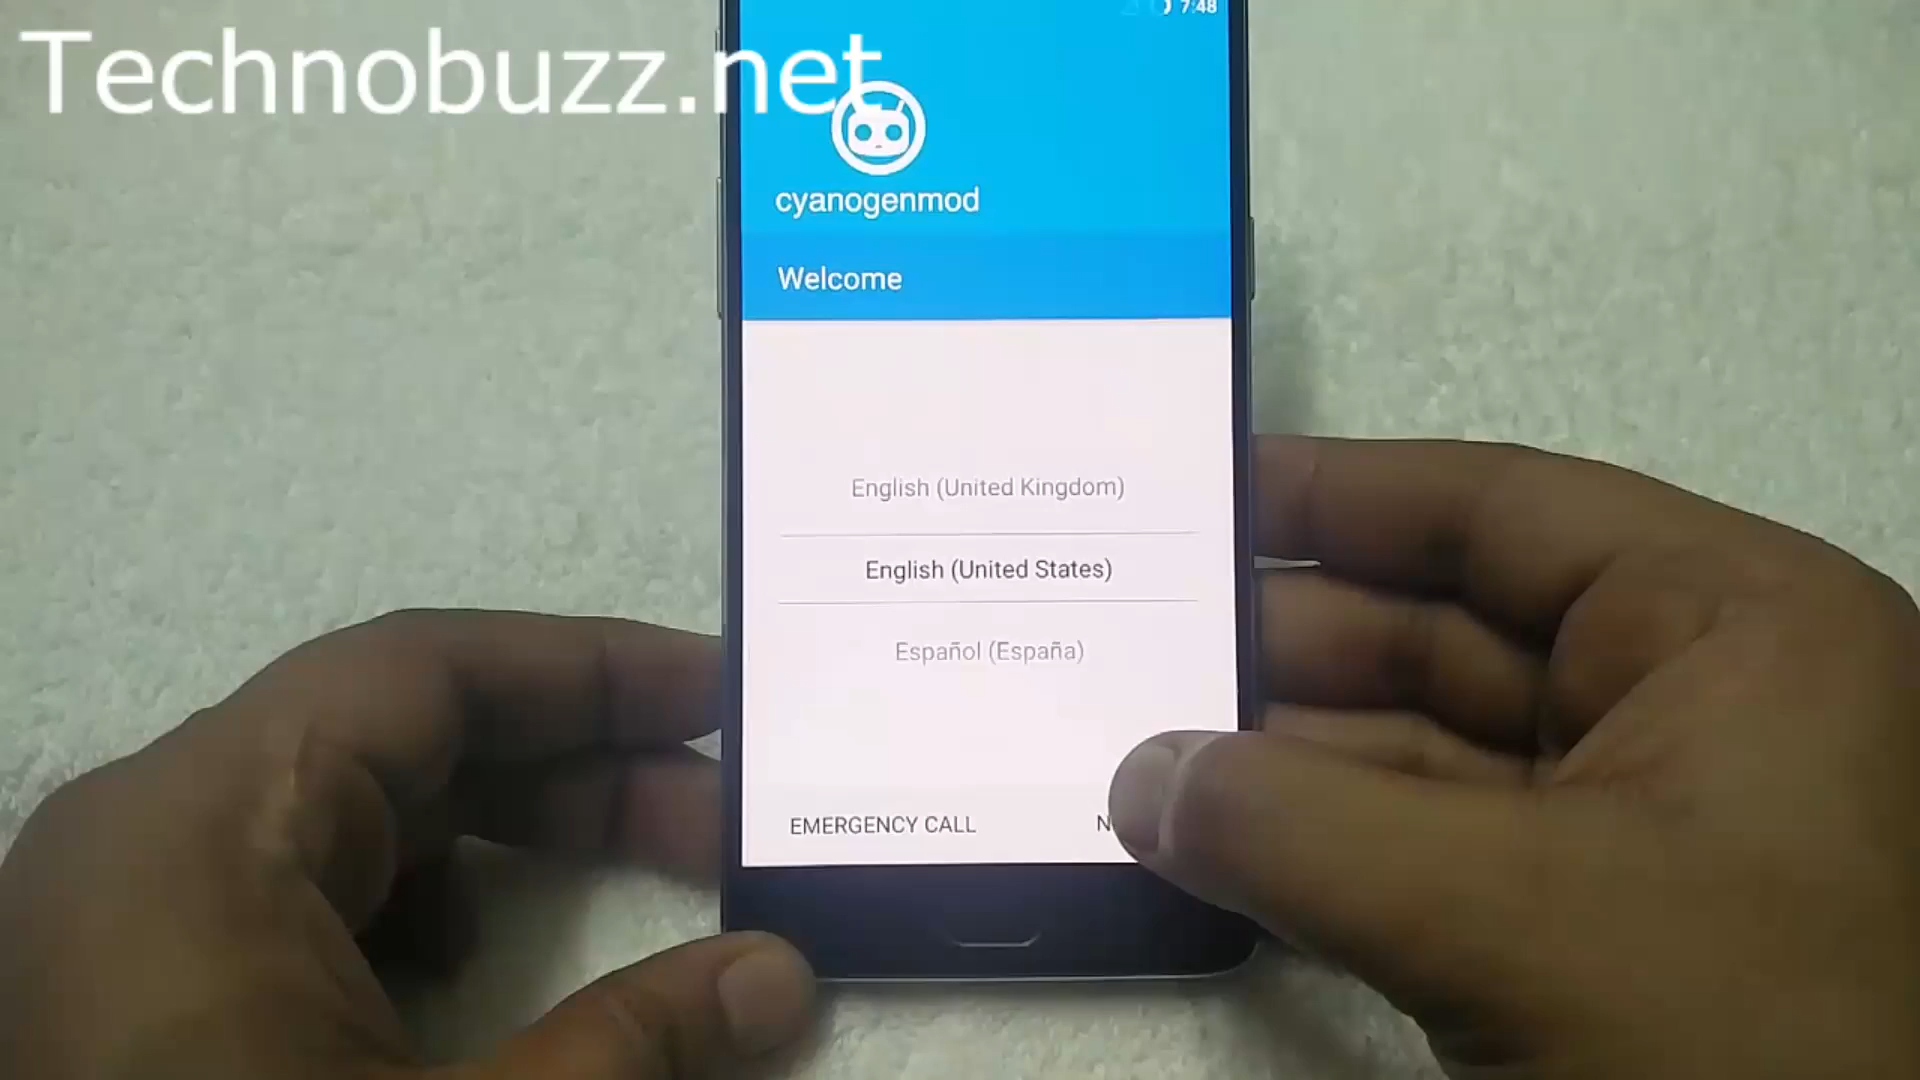 7:48
Technobuzz.net
cyanogenmod
Welcome
English (United Kingdom)
English (United States)
Español (España)
EMERGENCY CALL